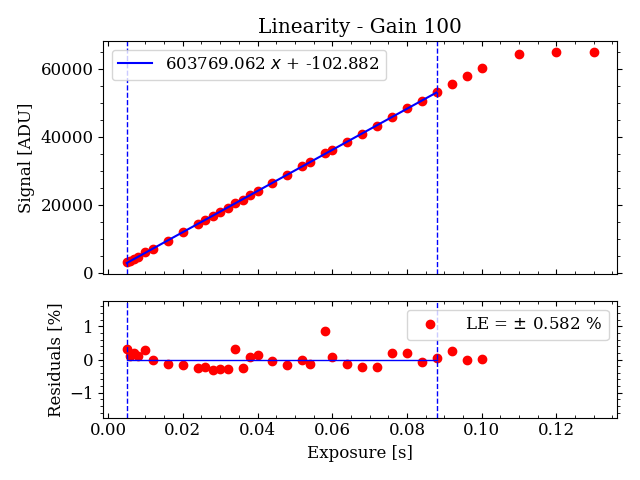 Linearity - Gain 100
603769.062 x + -102.882
Signal [ADU]
60000
40000
20000
0
LE = ± 0.582 %
Residuals [%]
1
0
−1
0.00 0.02 0.04 0.06 0.08 0.10 0.12
Exposure [s]